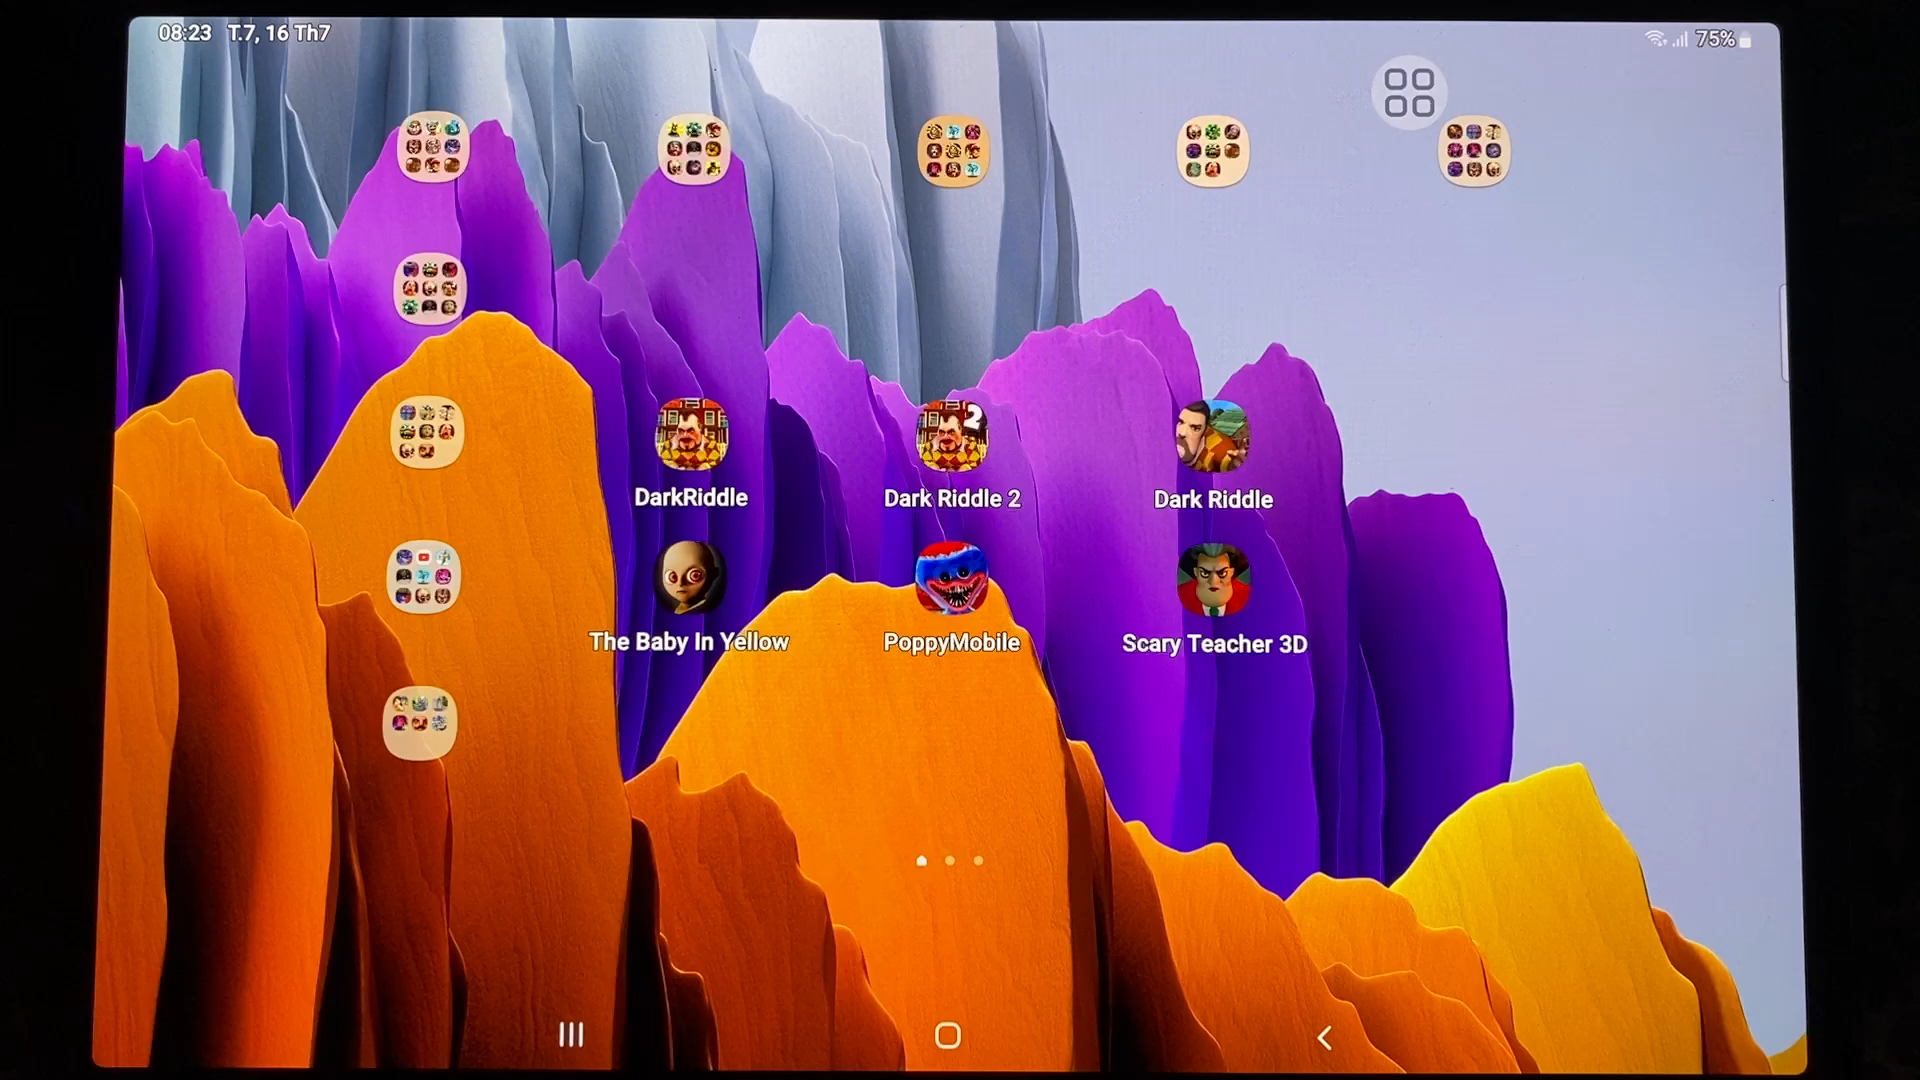 08:23 T.7, 16 Th7
75%
DarkRiddle
2
Dark Riddle 2
Dark Riddle
The Baby In Yellow
PoppyMobile
Scary Teacher 3D